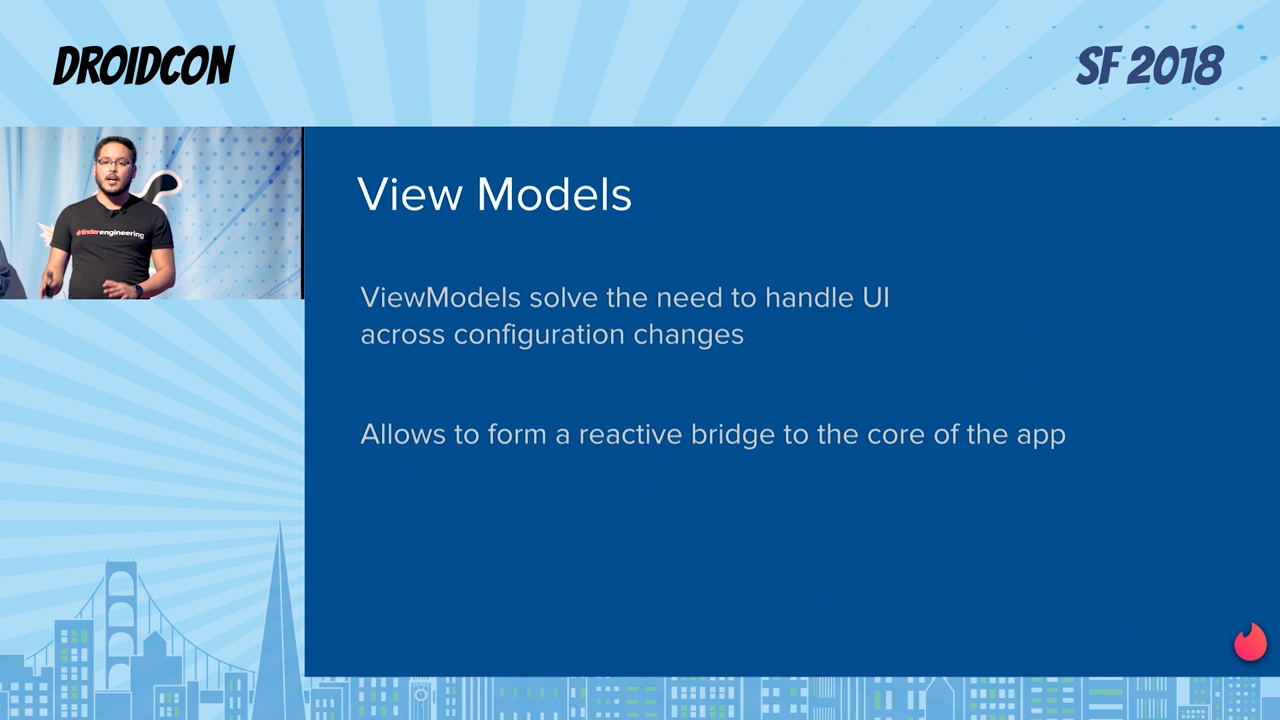 DROIDCON
SF 2018
tinderengineering
View Models
ViewModels solve the need to handle UI
across configuration changes
Allows to form a reactive bridge to the core of the app